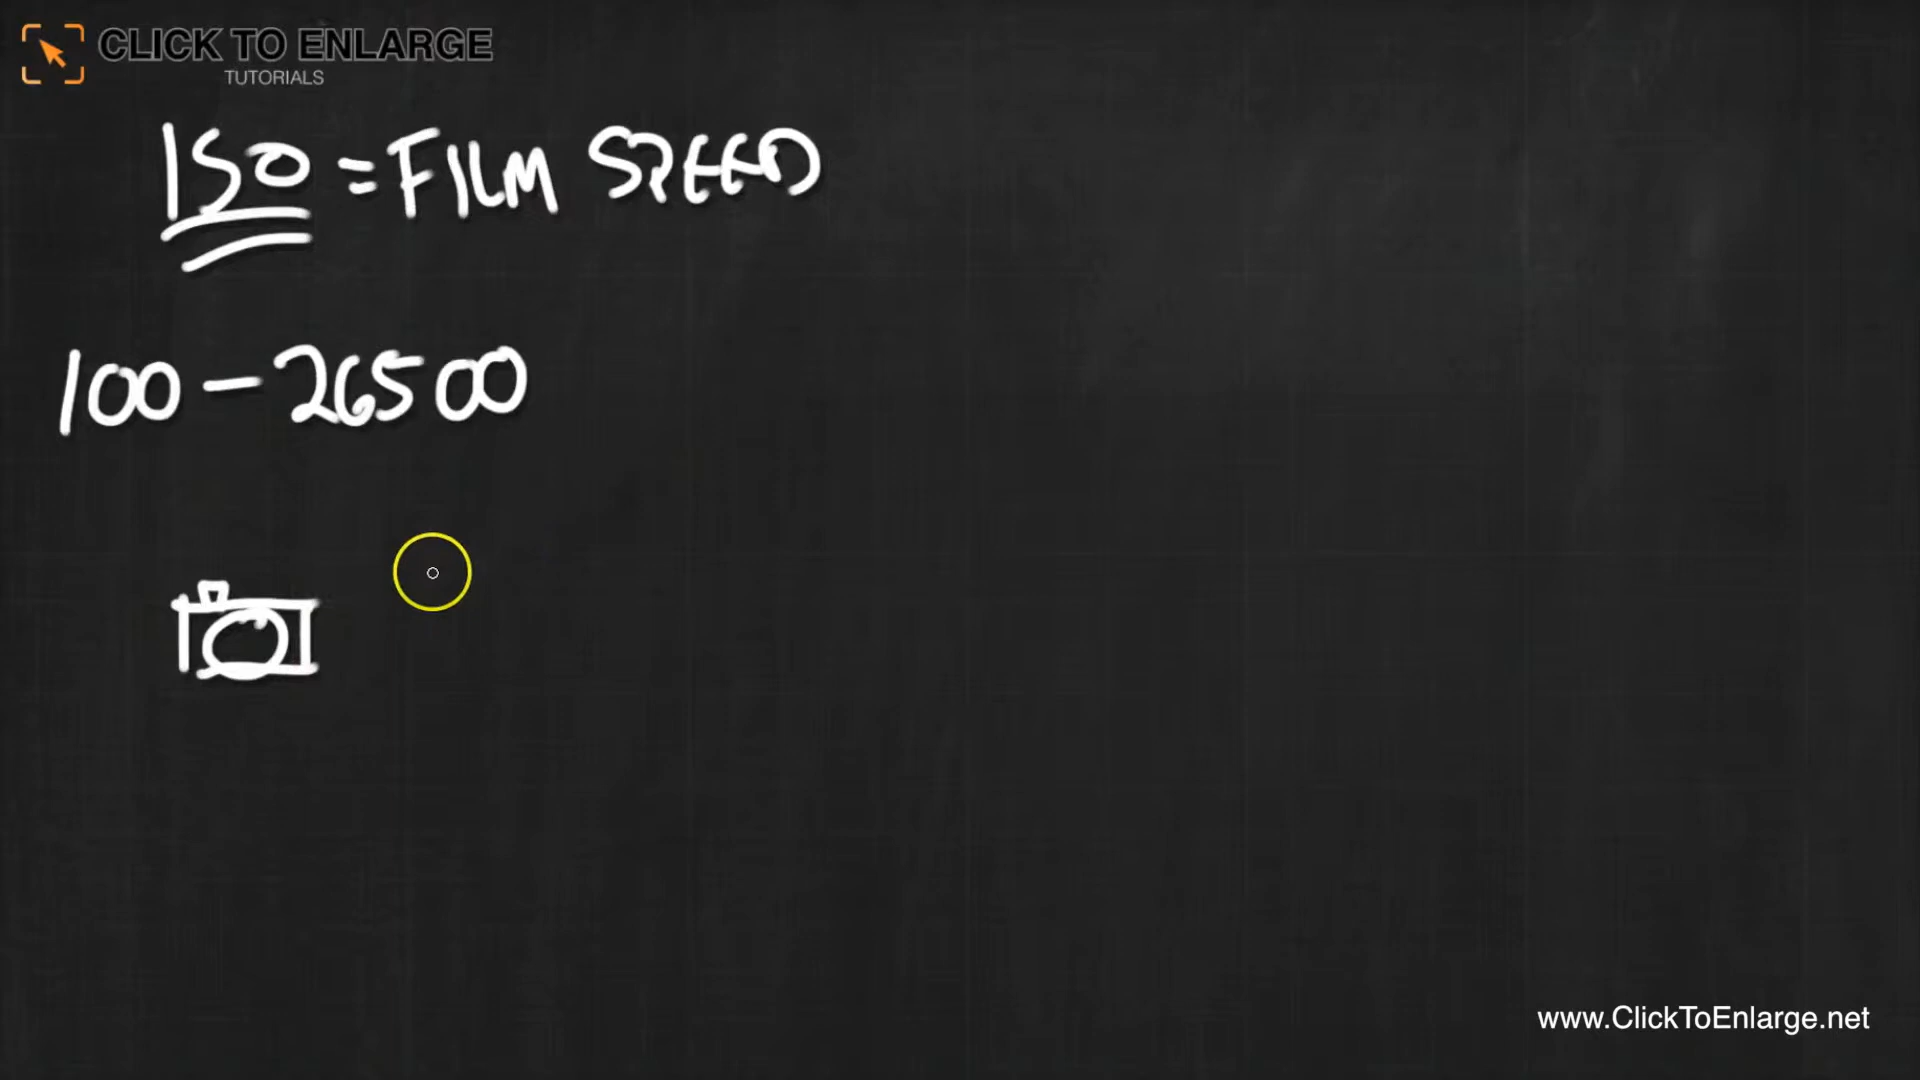 CLICK TO ENLARGE
TUTORIALS
ISO = FILM SPEED
100 - 26500
www.ClickToEnlarge.net